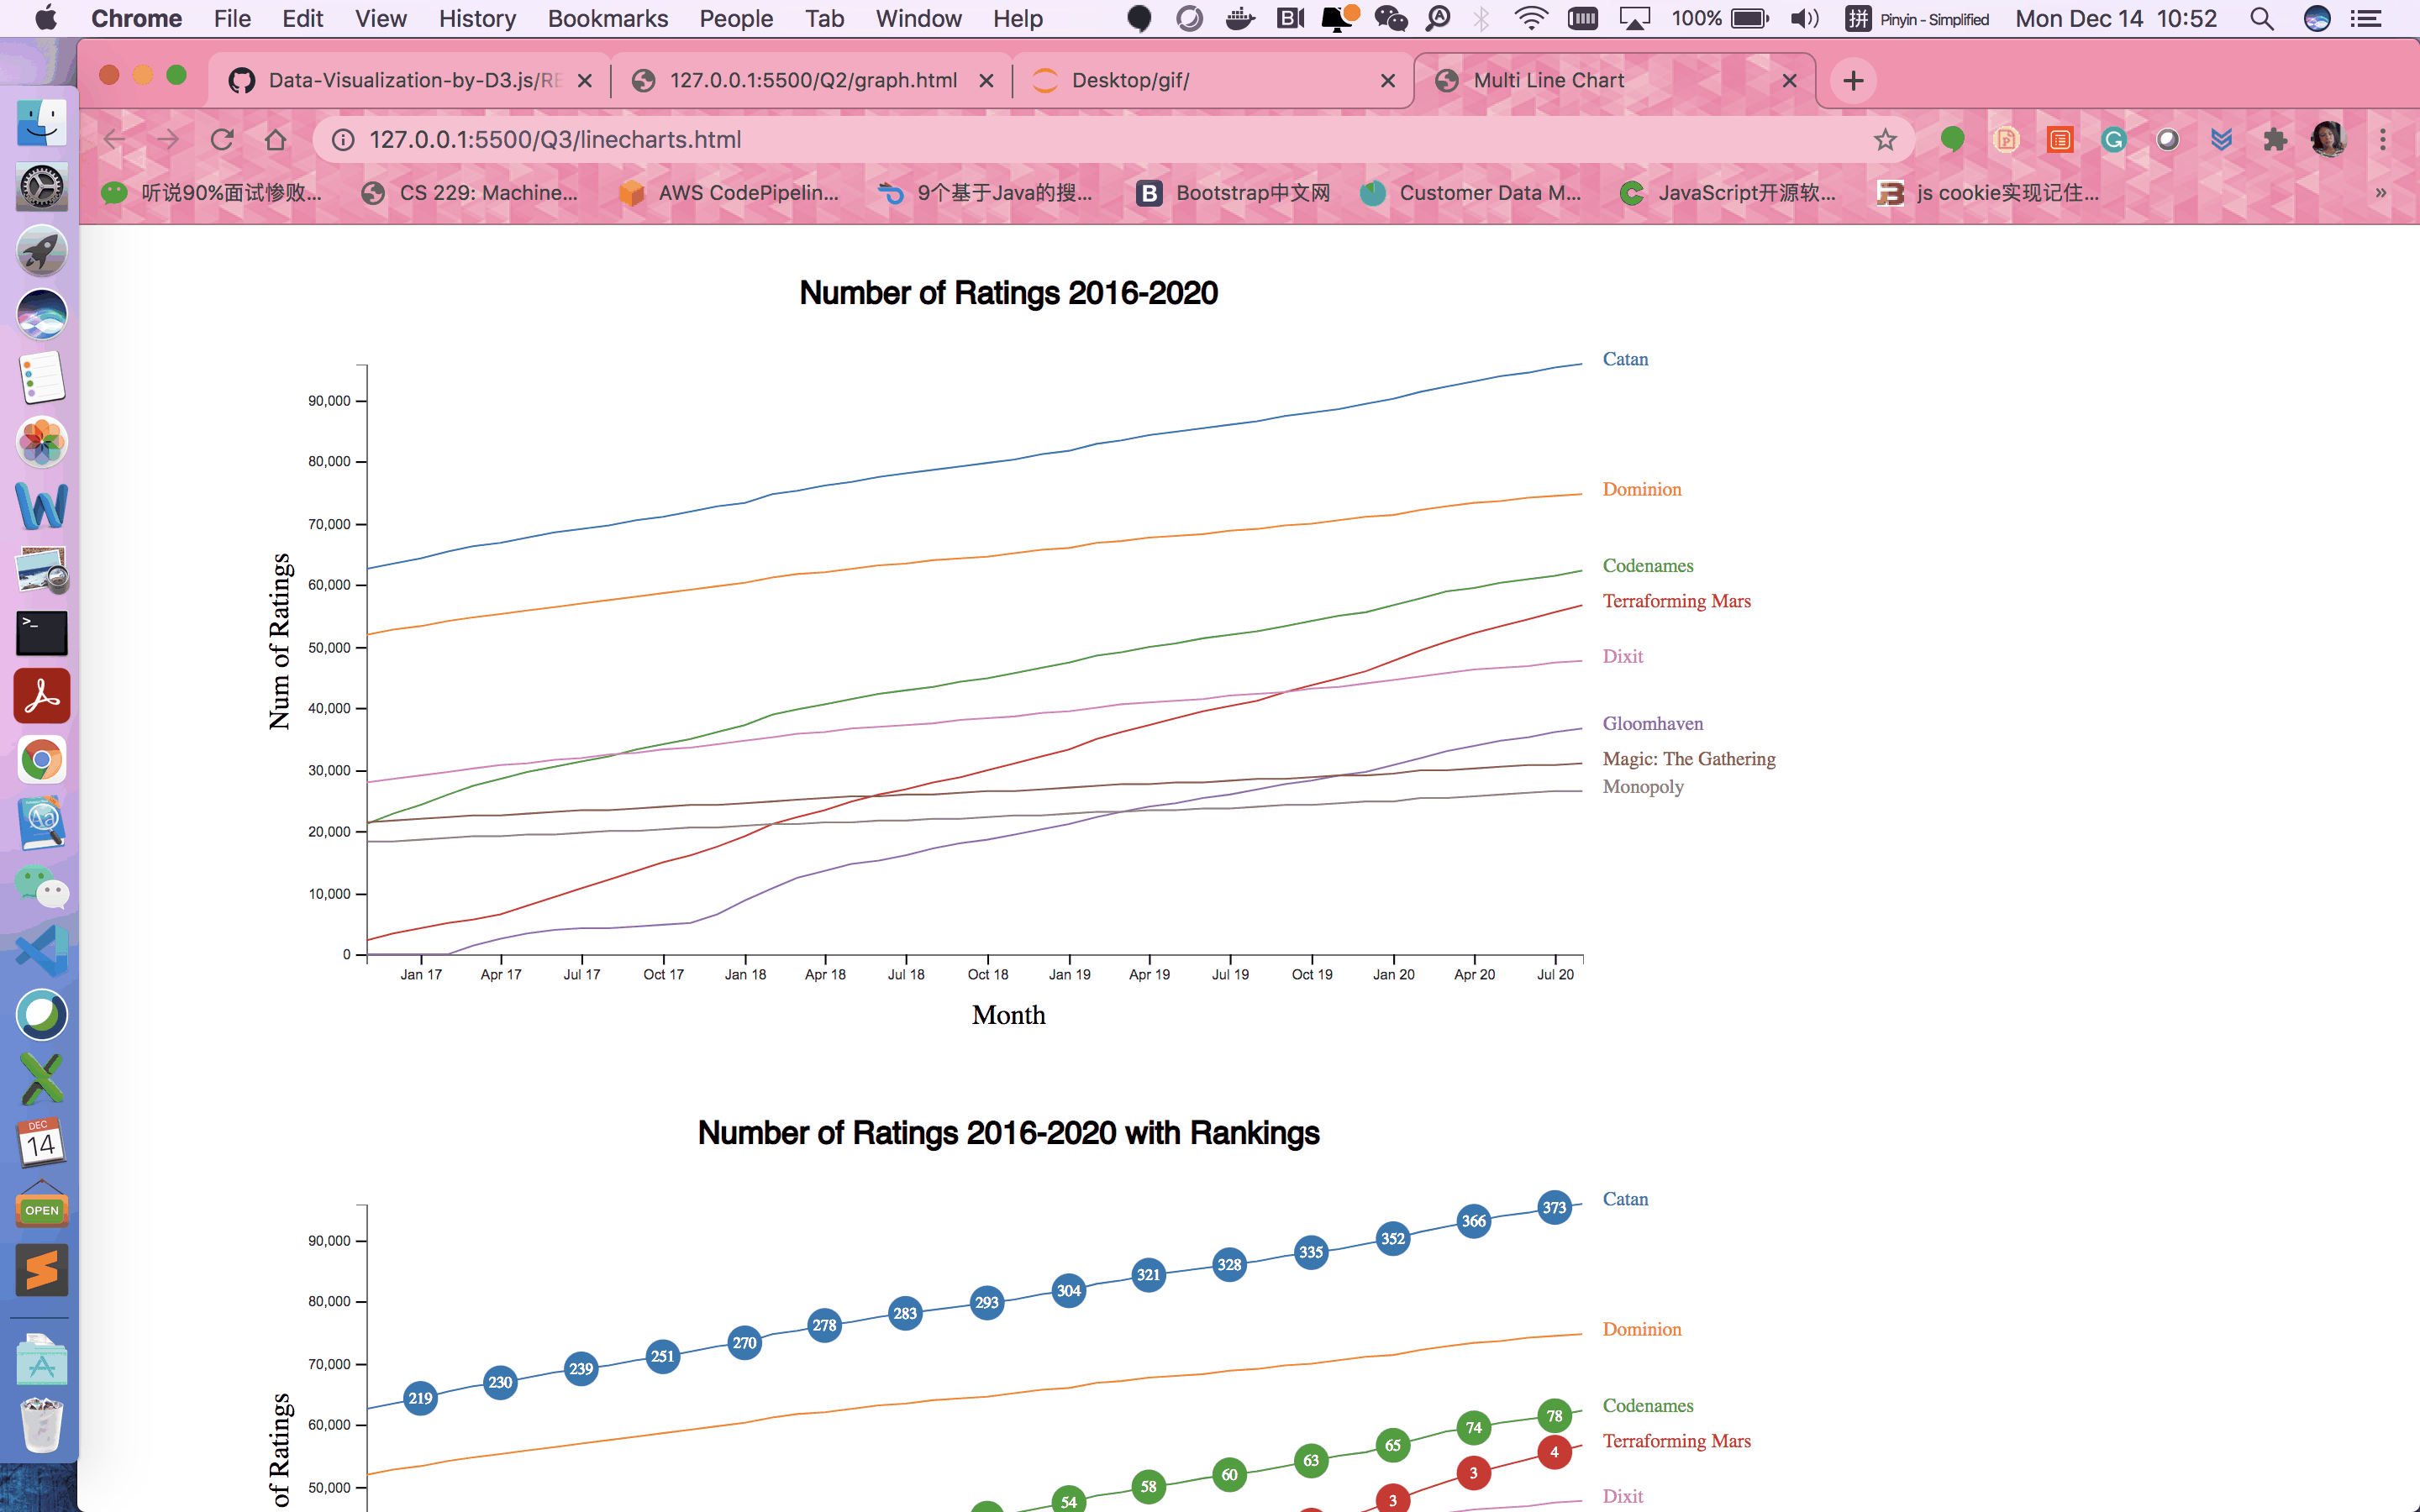 Chrome File Edit View History Bookmarks People Tab Window Help 100% 拼 Pinyin - Simplified Mon Dec 14 10:52
Data-Visualization-by-D3.js/RE 127.0.0.1:5500/Q2/graph.html Desktop/gif/ Multi Line Chart
127.0.0.1:5500/Q3/linecharts.html
听说90%面试惨败... CS 229: Machine... AWS CodePipelin... 9个基于Java的搜... B Bootstrap中文网 Customer Data M... JavaScript开源软... js cookie实现记住... »
Number of Ratings 2016-2020
Num of Ratings
90,000
80,000
70,000
60,000
50,000
40,000
30,000
20,000
10,000
0
Catan
Dominion
Codenames
Terraforming Mars
Dixit
Gloomhaven
Magic: The Gathering
Monopoly
Jan 17 Apr 17 Jul 17 Oct 17 Jan 18 Apr 18 Jul 18 Oct 18 Jan 19 Apr 19 Jul 19 Oct 19 Jan 20 Apr 20 Jul 20
Month
Number of Ratings 2016-2020 with Rankings
of Ratings
90,000
80,000
70,000
60,000
50,000
219 230 239 251 270 278 283 293 304 321 328 335 352 366 373
Catan
Dominion
54 58 60 63 65 74 78
Codenames
3 3 4
Terraforming Mars
Dixit
DEC
14
OPEN